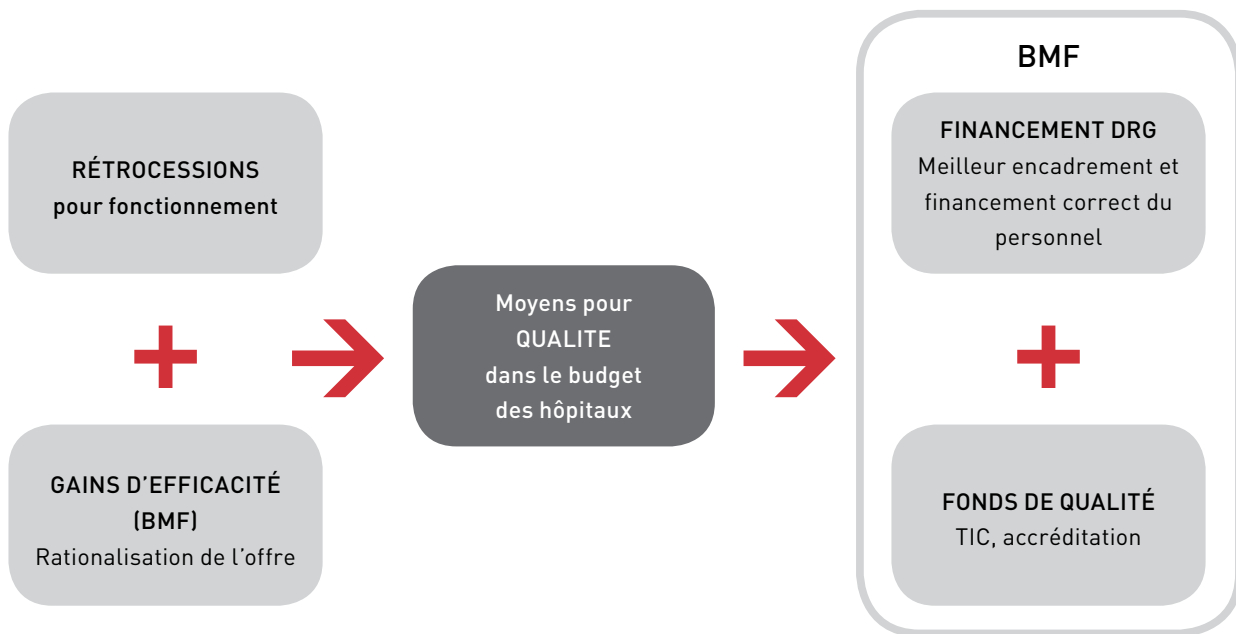 RÉTROCESSIONS
pour fonctionnement
GAINS D'EFFICACITÉ
(BMF)
Rationalisation de l'offre
Moyens pour
QUALITE
dans le budget
des hôpitaux
BMF
FINANCEMENT DRG
Meilleur encadrement et
financement correct du
personnel
FONDS DE QUALITÉ
TIC, accréditation